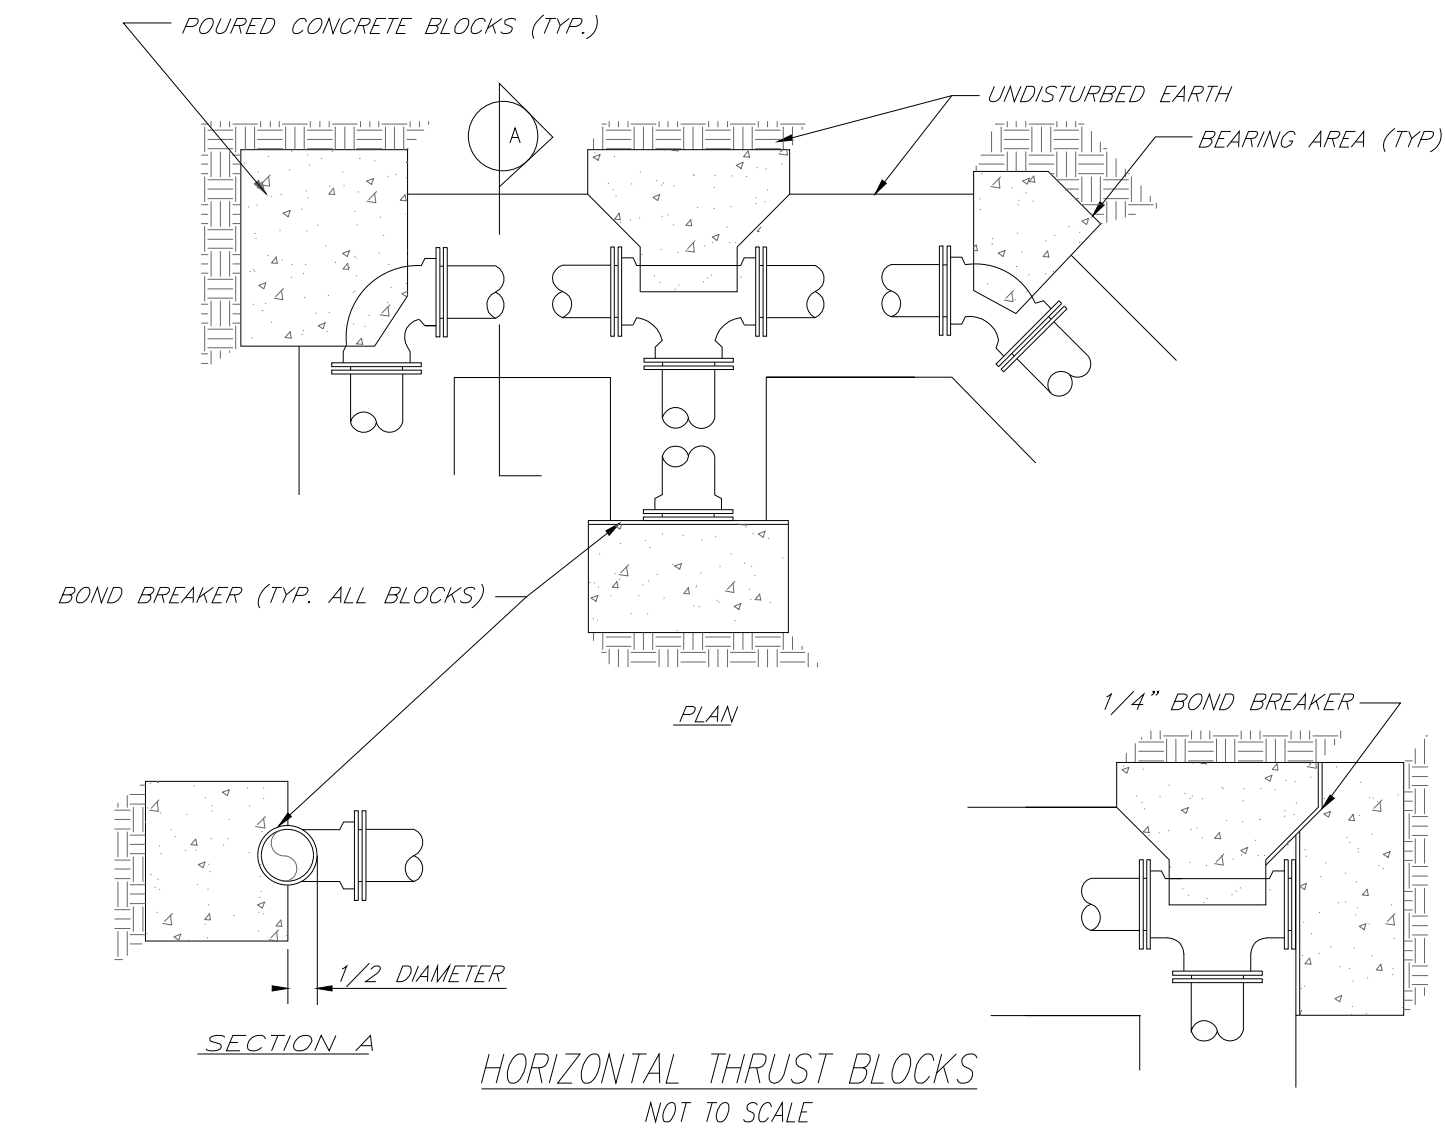 POURED CONCRETE BLOCKS (TYP.)
UNDISTURBED EARTH
A
BEARING AREA (TYP)
BOND BREAKER (TYP. ALL BLOCKS)
PLAN
1/4” BOND BREAKER
1/2 DIAMETER
SECTION A
HORIZONTAL THRUST BLOCKS
NOT TO SCALE